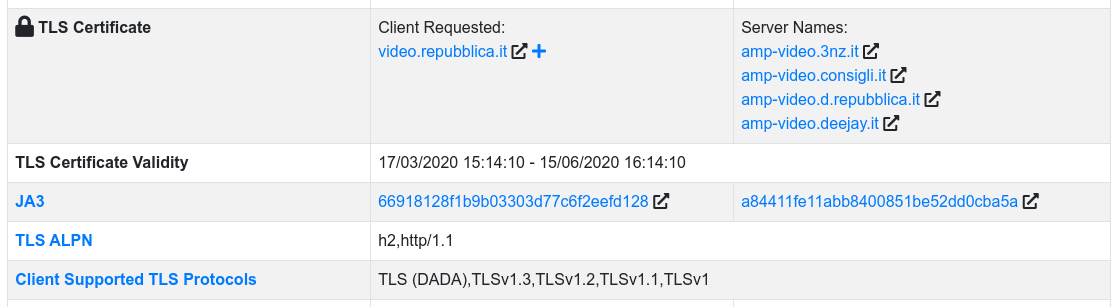 TLS Certificate
Client Requested:
video.repubblica.it
Server Names:
amp-video.3nz.it
amp-video.consigli.it
amp-video.d.repubblica.it
amp-video.deejay.it
TLS Certificate Validity
17/03/2020 15:14:10 - 15/06/2020 16:14:10
JA3
66918128f1b9b03303d77c6f2eefd128
a84411fe11abb8400851be52dd0cba5a
TLS ALPN
h2,http/1.1
Client Supported TLS Protocols
TLS (DADA),TLSv1.3,TLSv1.2,TLSv1.1,TLSv1